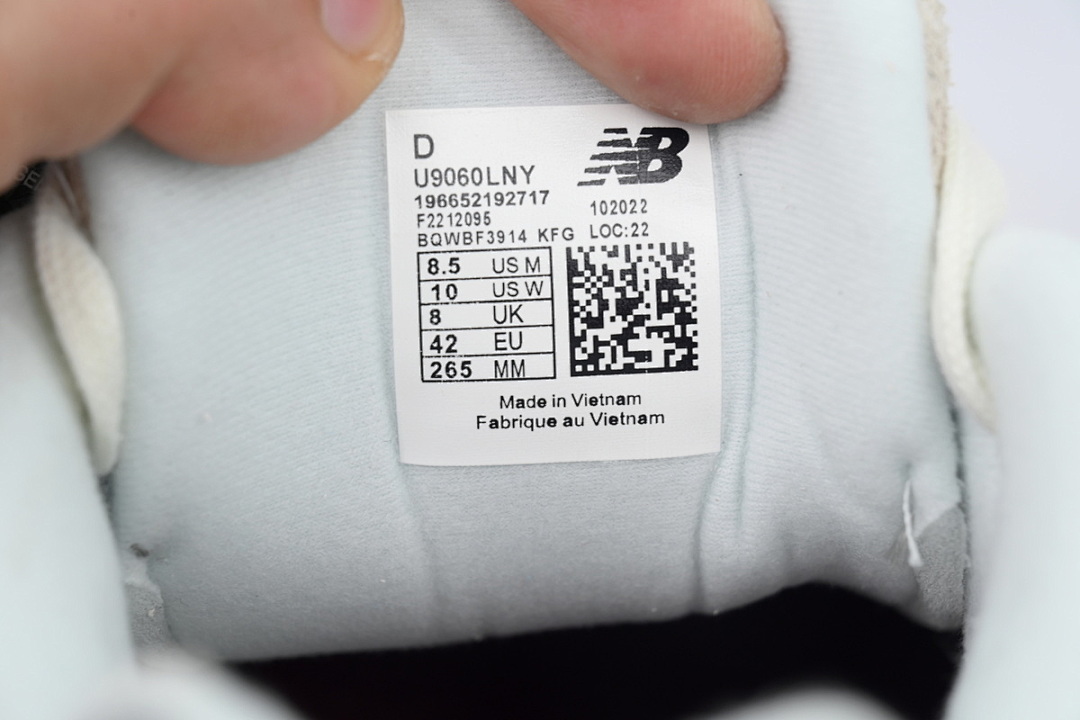 D
NB
U9060LNY
196652192717
102022
F2212095
BQWBF3914 KFG LOC:22
8.5 US M
10 US W
8 UK
42 EU
265 MM
Made in Vietnam
Fabrique au Vietnam